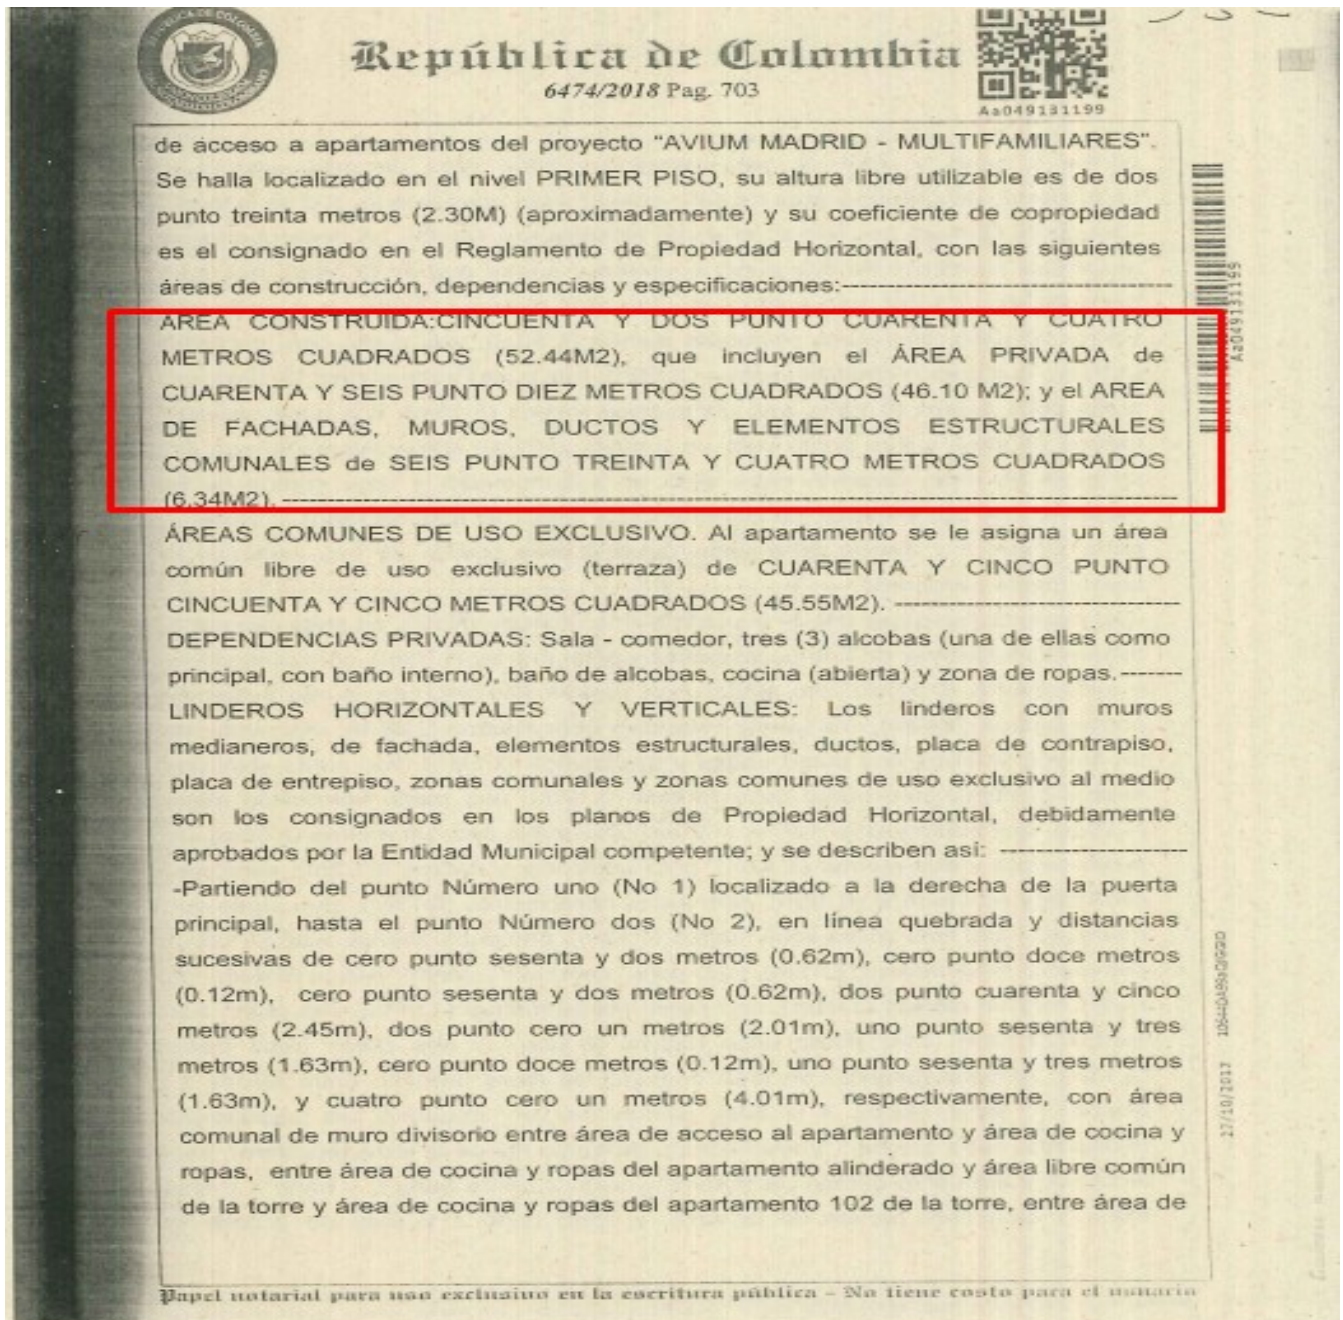 República de Colombia
6474/2018 Pag. 703
Aa049131199
de acceso a apartamentos del proyecto "AVIUM MADRID - MULTIFAMILIARES".
Se halla localizado en el nivel PRIMER PISO, su altura libre utilizable es de dos
punto treinta metros (2.30M) (aproximadamente) y su coeficiente de copropiedad
es el consignado en el Reglamento de Propiedad Horizontal, con las siguientes
áreas de construcción, dependencias y especificaciones:-----------------------------------
AREA CONSTRUIDA:CINCUENTA Y DOS PUNTO CUARENTA Y CUATRO
METROS CUADRADOS (52.44M2), que incluyen el ÁREA PRIVADA de
CUARENTA Y SEIS PUNTO DIEZ METROS CUADRADOS (46.10 M2); y el AREA
DE FACHADAS, MUROS, DUCTOS Y ELEMENTOS ESTRUCTURALES
COMUNALES de SEIS PUNTO TREINTA Y CUATRO METROS CUADRADOS
(6.34M2). ------------------------------------------------------------------------------------------------
ÁREAS COMUNES DE USO EXCLUSIVO. Al apartamento se le asigna un área
común libre de uso exclusivo (terraza) de CUARENTA Y CINCO PUNTO
CINCUENTA Y CINCO METROS CUADRADOS (45.55M2). -------------------------------
DEPENDENCIAS PRIVADAS: Sala - comedor, tres (3) alcobas (una de ellas como
principal, con baño interno), baño de alcobas, cocina (abierta) y zona de ropas.-------
LINDEROS HORIZONTALES Y VERTICALES: Los linderos con muros
medianeros, de fachada, elementos estructurales, ductos, placa de contrapiso,
placa de entrepiso, zonas comunales y zonas comunes de uso exclusivo al medio
son los consignados en los planos de Propiedad Horizontal, debidamente
aprobados por la Entidad Municipal competente; y se describen así: --------------------
-Partiendo del punto Número uno (No 1) localizado a la derecha de la puerta
principal, hasta el punto Número dos (No 2), en línea quebrada y distancias
sucesivas de cero punto sesenta y dos metros (0.62m), cero punto doce metros
(0.12m), cero punto sesenta y dos metros (0.62m), dos punto cuarenta y cinco
metros (2.45m), dos punto cero un metros (2.01m), uno punto sesenta y tres
metros (1.63m), cero punto doce metros (0.12m), uno punto sesenta y tres metros
(1.63m), y cuatro punto cero un metros (4.01m), respectivamente, con área
comunal de muro divisorio entre área de acceso al apartamento y área de cocina y
ropas, entre área de cocina y ropas del apartamento alinderado y área libre común
de la torre y área de cocina y ropas del apartamento 102 de la torre, entre área de
Papel notarial para uso exclusivo en la escritura pública - No tiene costo para el usuario
Aa049131199
27/10/2017